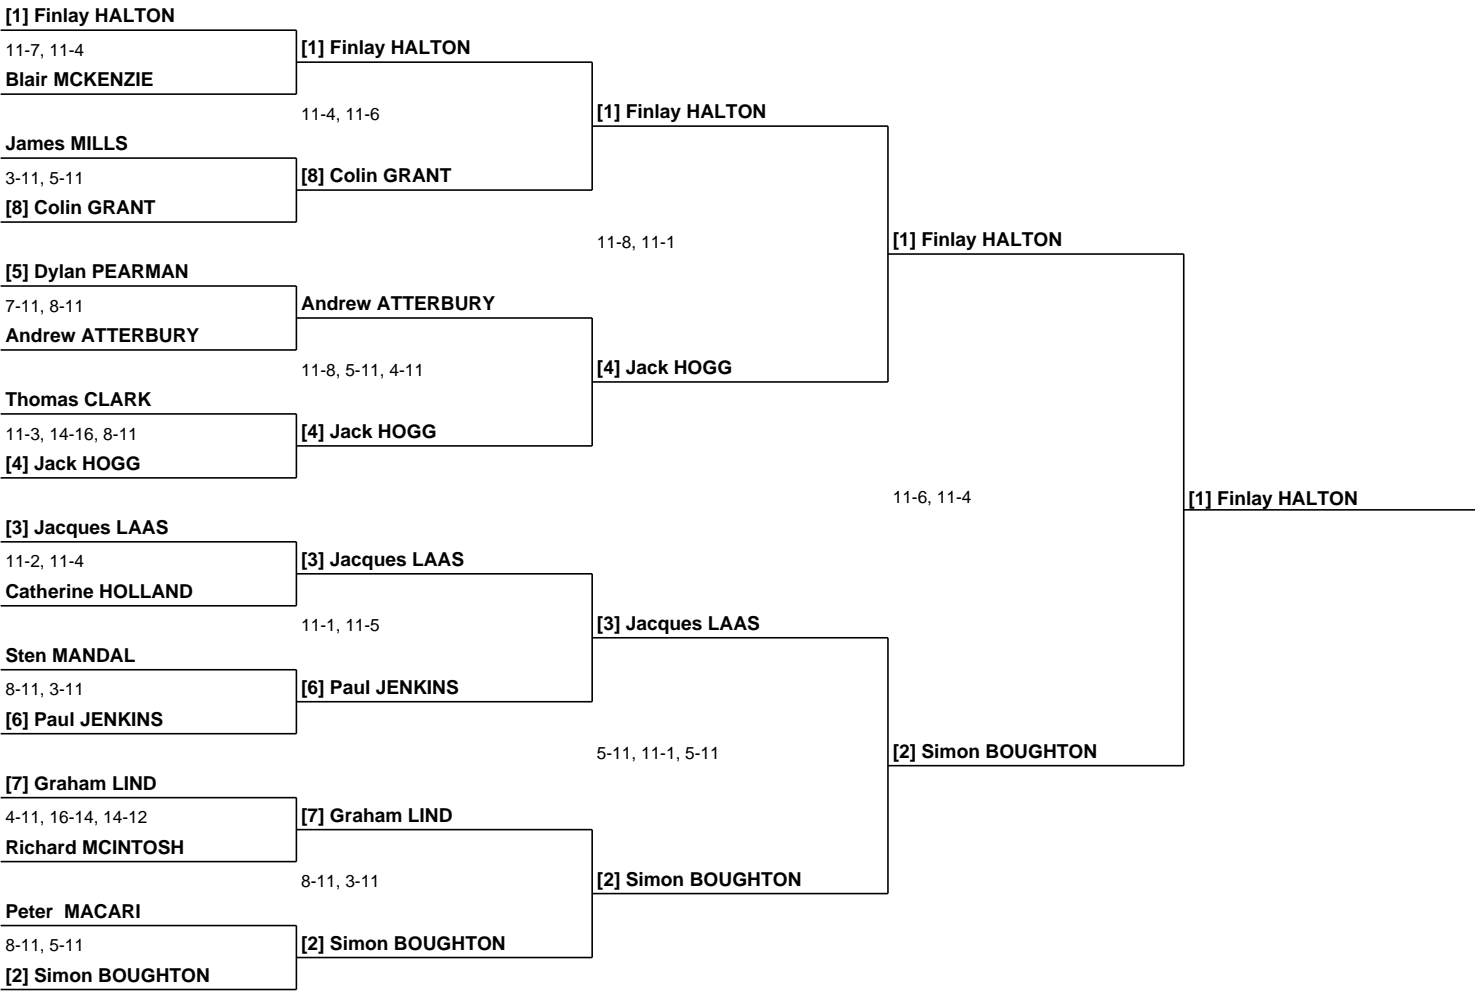 [1] Finlay HALTON
11-7, 11-4
Blair MCKENZIE
James MILLS
3-11, 5-11
[8] Colin GRANT
[5] Dylan PEARMAN
7-11, 8-11
Andrew ATTERBURY
Thomas CLARK
11-3, 14-16, 8-11
[4] Jack HOGG
[3] Jacques LAAS
11-2, 11-4
Catherine HOLLAND
Sten MANDAL
8-11, 3-11
[6] Paul JENKINS
[7] Graham LIND
4-11, 16-14, 14-12
Richard MCINTOSH
Peter MACARI
8-11, 5-11
[2] Simon BOUGHTON
[1] Finlay HALTON
11-4, 11-6
[8] Colin GRANT
Andrew ATTERBURY
11-8, 5-11, 4-11
[4] Jack HOGG
[3] Jacques LAAS
11-1, 11-5
[6] Paul JENKINS
[7] Graham LIND
8-11, 3-11
[2] Simon BOUGHTON
[1] Finlay HALTON
11-8, 11-1
[4] Jack HOGG
[3] Jacques LAAS
5-11, 11-1, 5-11
[2] Simon BOUGHTON
[1] Finlay HALTON
11-6, 11-4
[2] Simon BOUGHTON
[1] Finlay HALTON